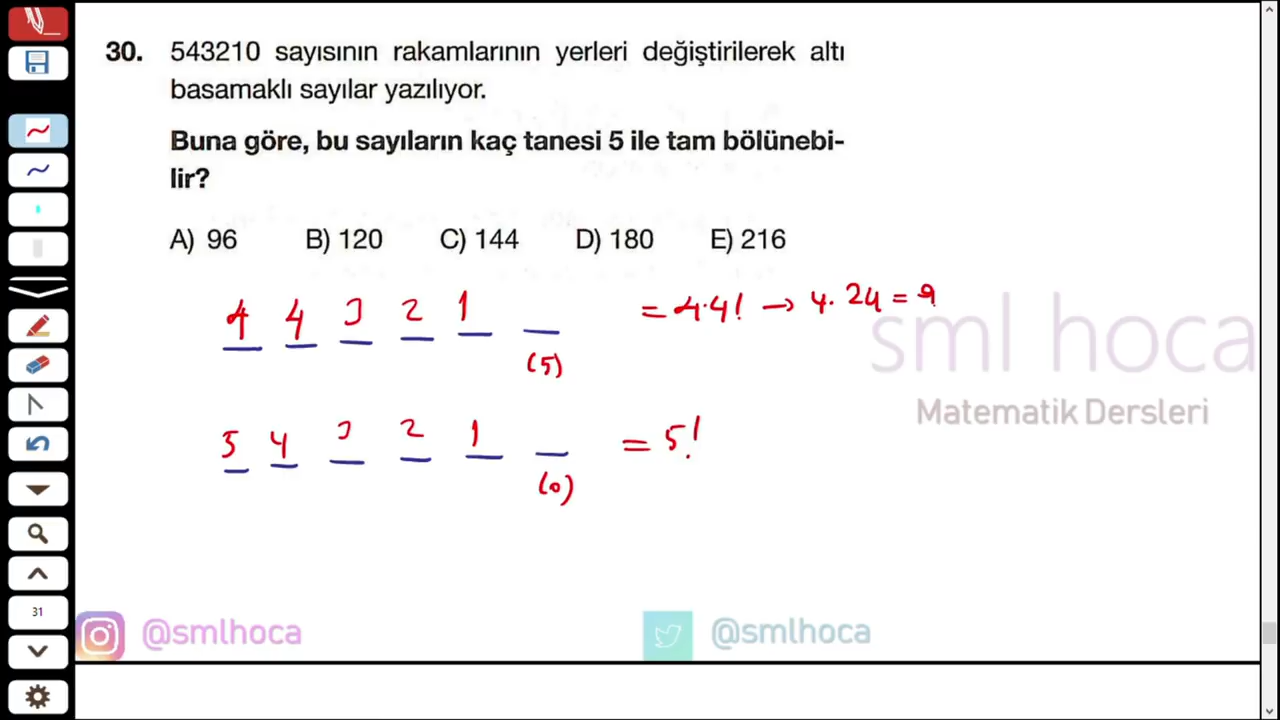 30. 543210 sayısının rakamlarının yerleri değiştirilerek altı
basamaklı sayılar yazılıyor.
Buna göre, bu sayıların kaç tanesi 5 ile tam bölünebi-
lir?
A) 96 B) 120 C) 144 D) 180 E) 216
4 4 3 2 1 = 4.4! → 4.24 = 9
(5)
sml hoca
Matematik Dersleri
5 4 3 2 1 = 5!
(0)
31
@smlhoca @smlhoca